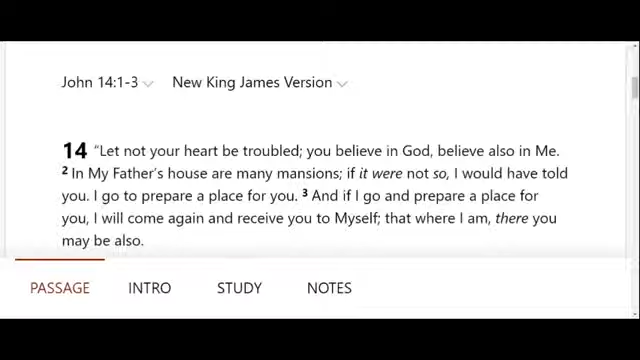 John 14:1-3 New King James Version
14 “Let not your heart be troubled; you believe in God, believe also in Me.
2 In My Father’s house are many mansions; if it were not so, I would have told
you. I go to prepare a place for you. 3 And if I go and prepare a place for
you, I will come again and receive you to Myself; that where I am, there you
may be also.
PASSAGE INTRO STUDY NOTES